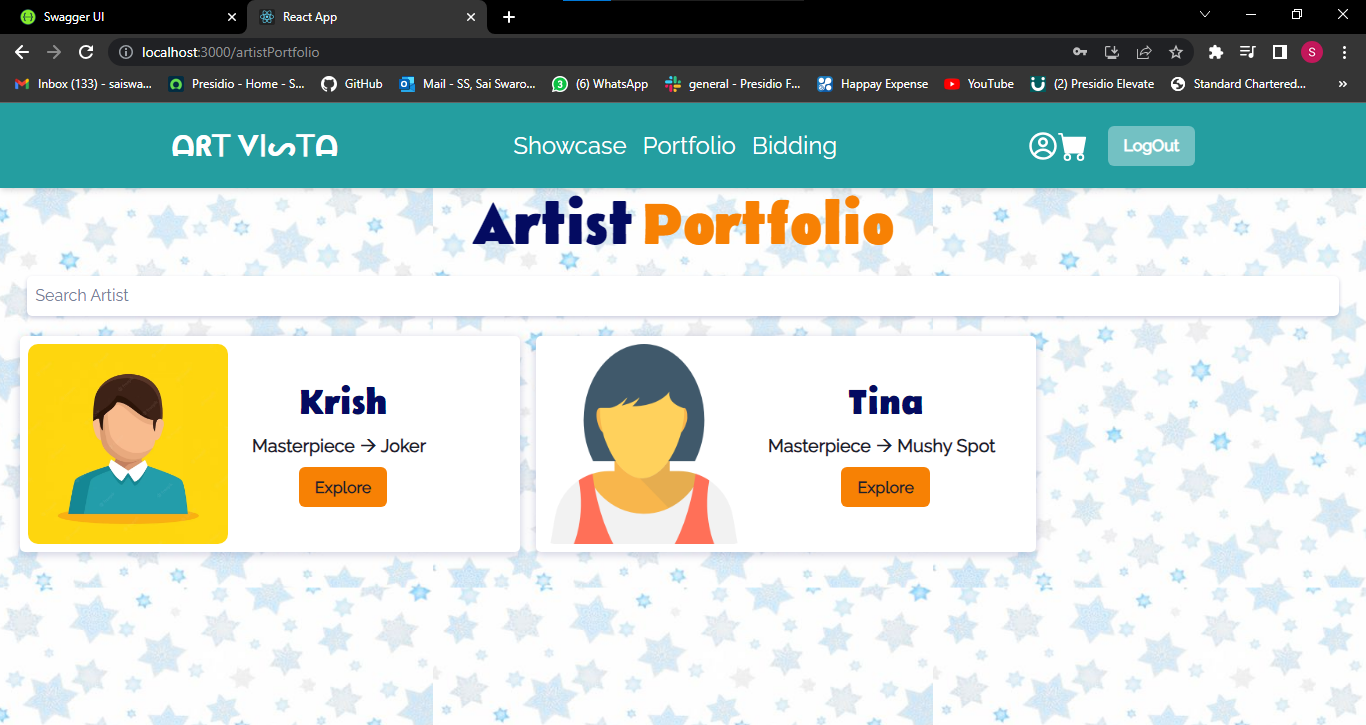 Swagger UI
React App
localhost:3000/artistPortfolio
S
Inbox (133) - saiswa...
Presidio - Home - S...
GitHub
Mail - SS, Sai Swaro...
(6) WhatsApp
general - Presidio F...
Happay Expense
YouTube
(2) Presidio Elevate
Standard Chartered...
»
ART VISTA
Showcase Portfolio Bidding
LogOut
Artist Portfolio
Search Artist
Krish
Masterpiece → Joker
Explore
Tina
Masterpiece → Mushy Spot
Explore